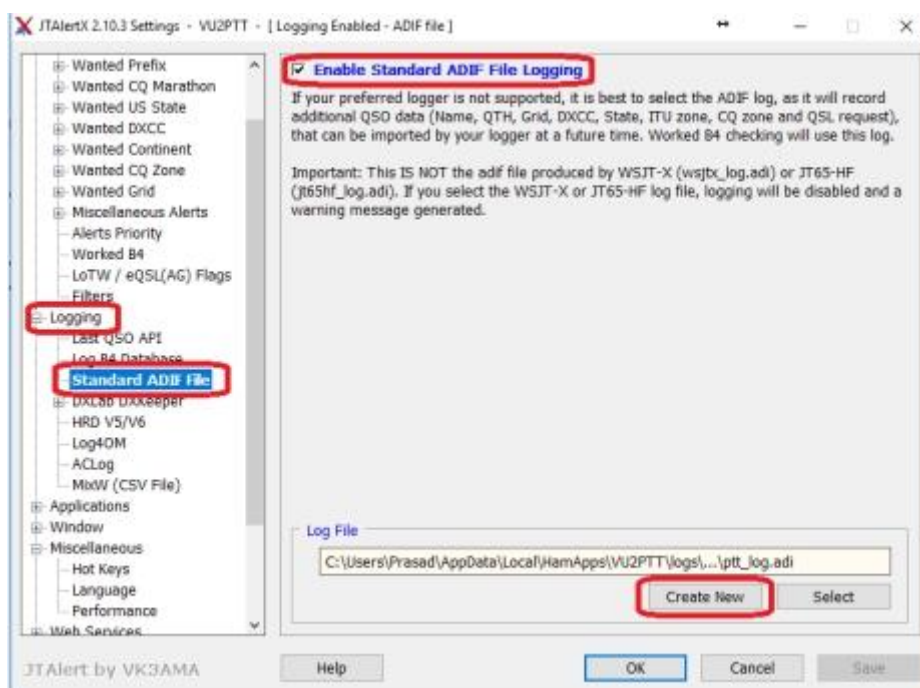 JTAlertX 2.10.3 Settings - VU2PTT - [ Logging Enabled - ADIF file ]
Wanted Prefix
Wanted CQ Marathon
Wanted US State
Wanted DXCC
Wanted Continent
Wanted CQ Zone
Wanted Grid
Miscellaneous Alerts
Alerts Priority
Worked B4
LoTW / eQSL(AG) Flags
Filters
Logging
Last QSO API
Log B4 Database
Standard ADIF File
DXLab DXKeeper
HRD V5/V6
Log4OM
ACLog
MixW (CSV File)
Applications
Window
Miscellaneous
Hot Keys
Language
Performance
Web Services
Enable Standard ADIF File Logging
If your preferred logger is not supported, it is best to select the ADIF log, as it will record
additional QSO data (Name, QTH, Grid, DXCC, State, ITU zone, CQ zone and QSL request),
that can be imported by your logger at a future time. Worked B4 checking will use this log.
Important: This IS NOT the adif file produced by WSJT-X (wsjtx_log.adi) or JT65-HF
(jt65hf_log.adi). If you select the WSJT-X or JT65-HF log file, logging will be disabled and a
warning message generated.
Log File
C:\Users\Prasad\AppData\Local\HamApps\VU2PTT\logs\...\ptt_log.adi
Create New
Select
JTAlert by VK3AMA
Help
OK
Cancel
Save